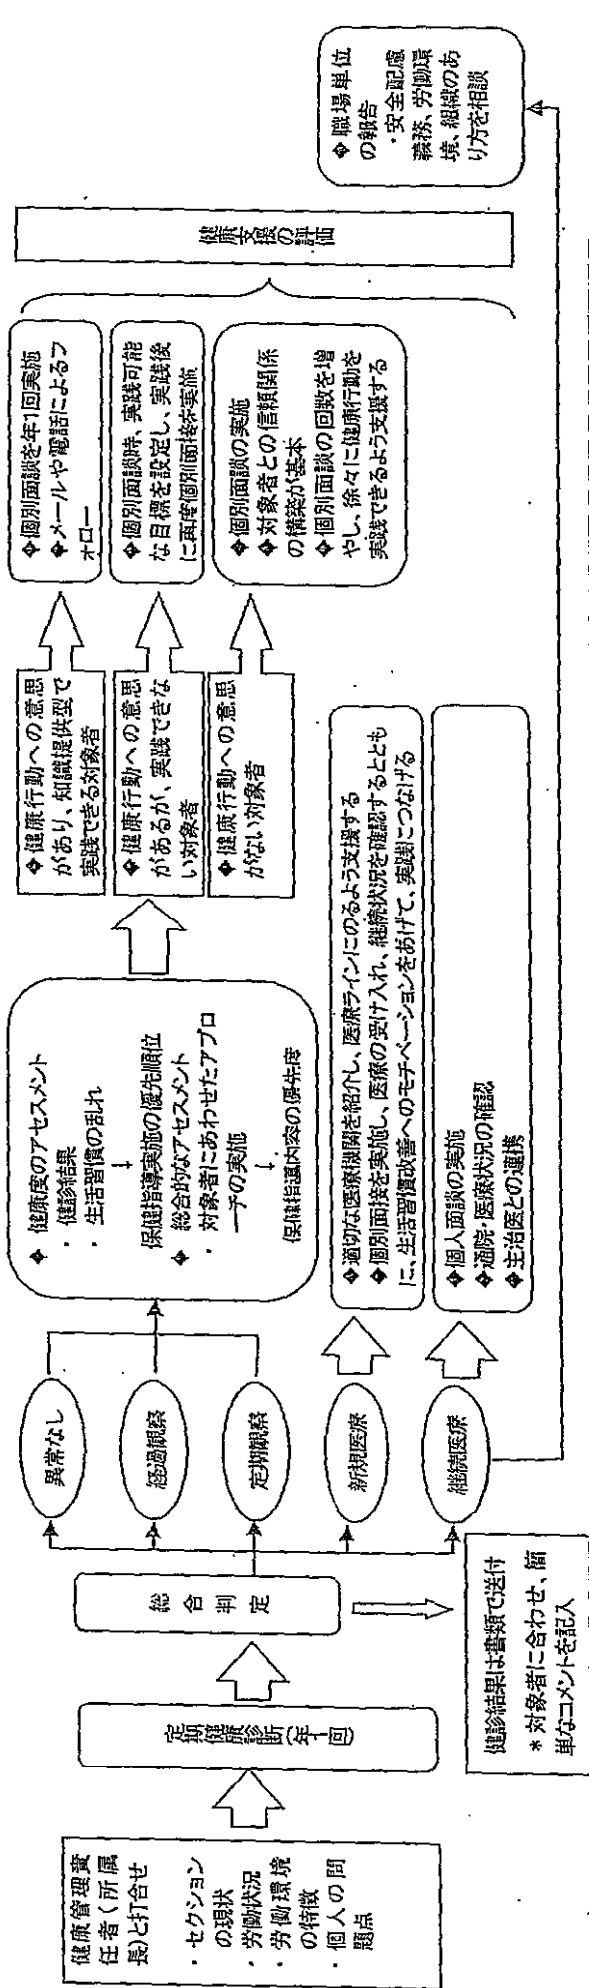 健康管理責
任者（所属
長）と打合せ
・セクション
の現状
・労働状況
・労働環境
の特徴
・個人の問
題点
定期健康診断（年一回）
総合判定
健診結果は書類で送付
＊対象者に合わせ、簡
単なコメントを記入
異常なし
経過観察
定期観察
新規医療
継続医療
◆ 健康度のアセスメント
・ 健診結果
・ 生活習慣の乱れ
↓
保健指導実施の優先順位
◆ 総合的なアセスメント
・ 対象者にあわせたアプロ
ーチの実施
↓
保健指導内容の優先度
◆適切な医療機関を紹介し、医療ラインにのるよう支援する
◆個別面接を実施し、医療の受け入れ、継続状況を確認するととも
に、生活習慣改善へのモチベーションをあげて、実践につなげる
◆個人面談の実施
◆通院・医療状況の確認
◆主治医との連携
◆健康行動への意思
があり、知識提供型で
実践できる対象者
◆健康行動への意思
があるが、実践できな
い対象者
◆健康行動への意思
がない対象者
◆個別面談を年1回実施
◆メールや電話によるフ
ォロー
◆個別面談時、実践可能
な目標を設定し、実践後
に再度個別面接を実施
◆個別面談の実施
◆対象者との信頼関係
の構築が基本
◆個別面談の回数を増
やし、徐々に健康行動を
実践できるよう支援する
健康支援の評価
◆ 職場単位
の報告
・安全配慮
義務、労働環
境、組織のあ
り方を相談